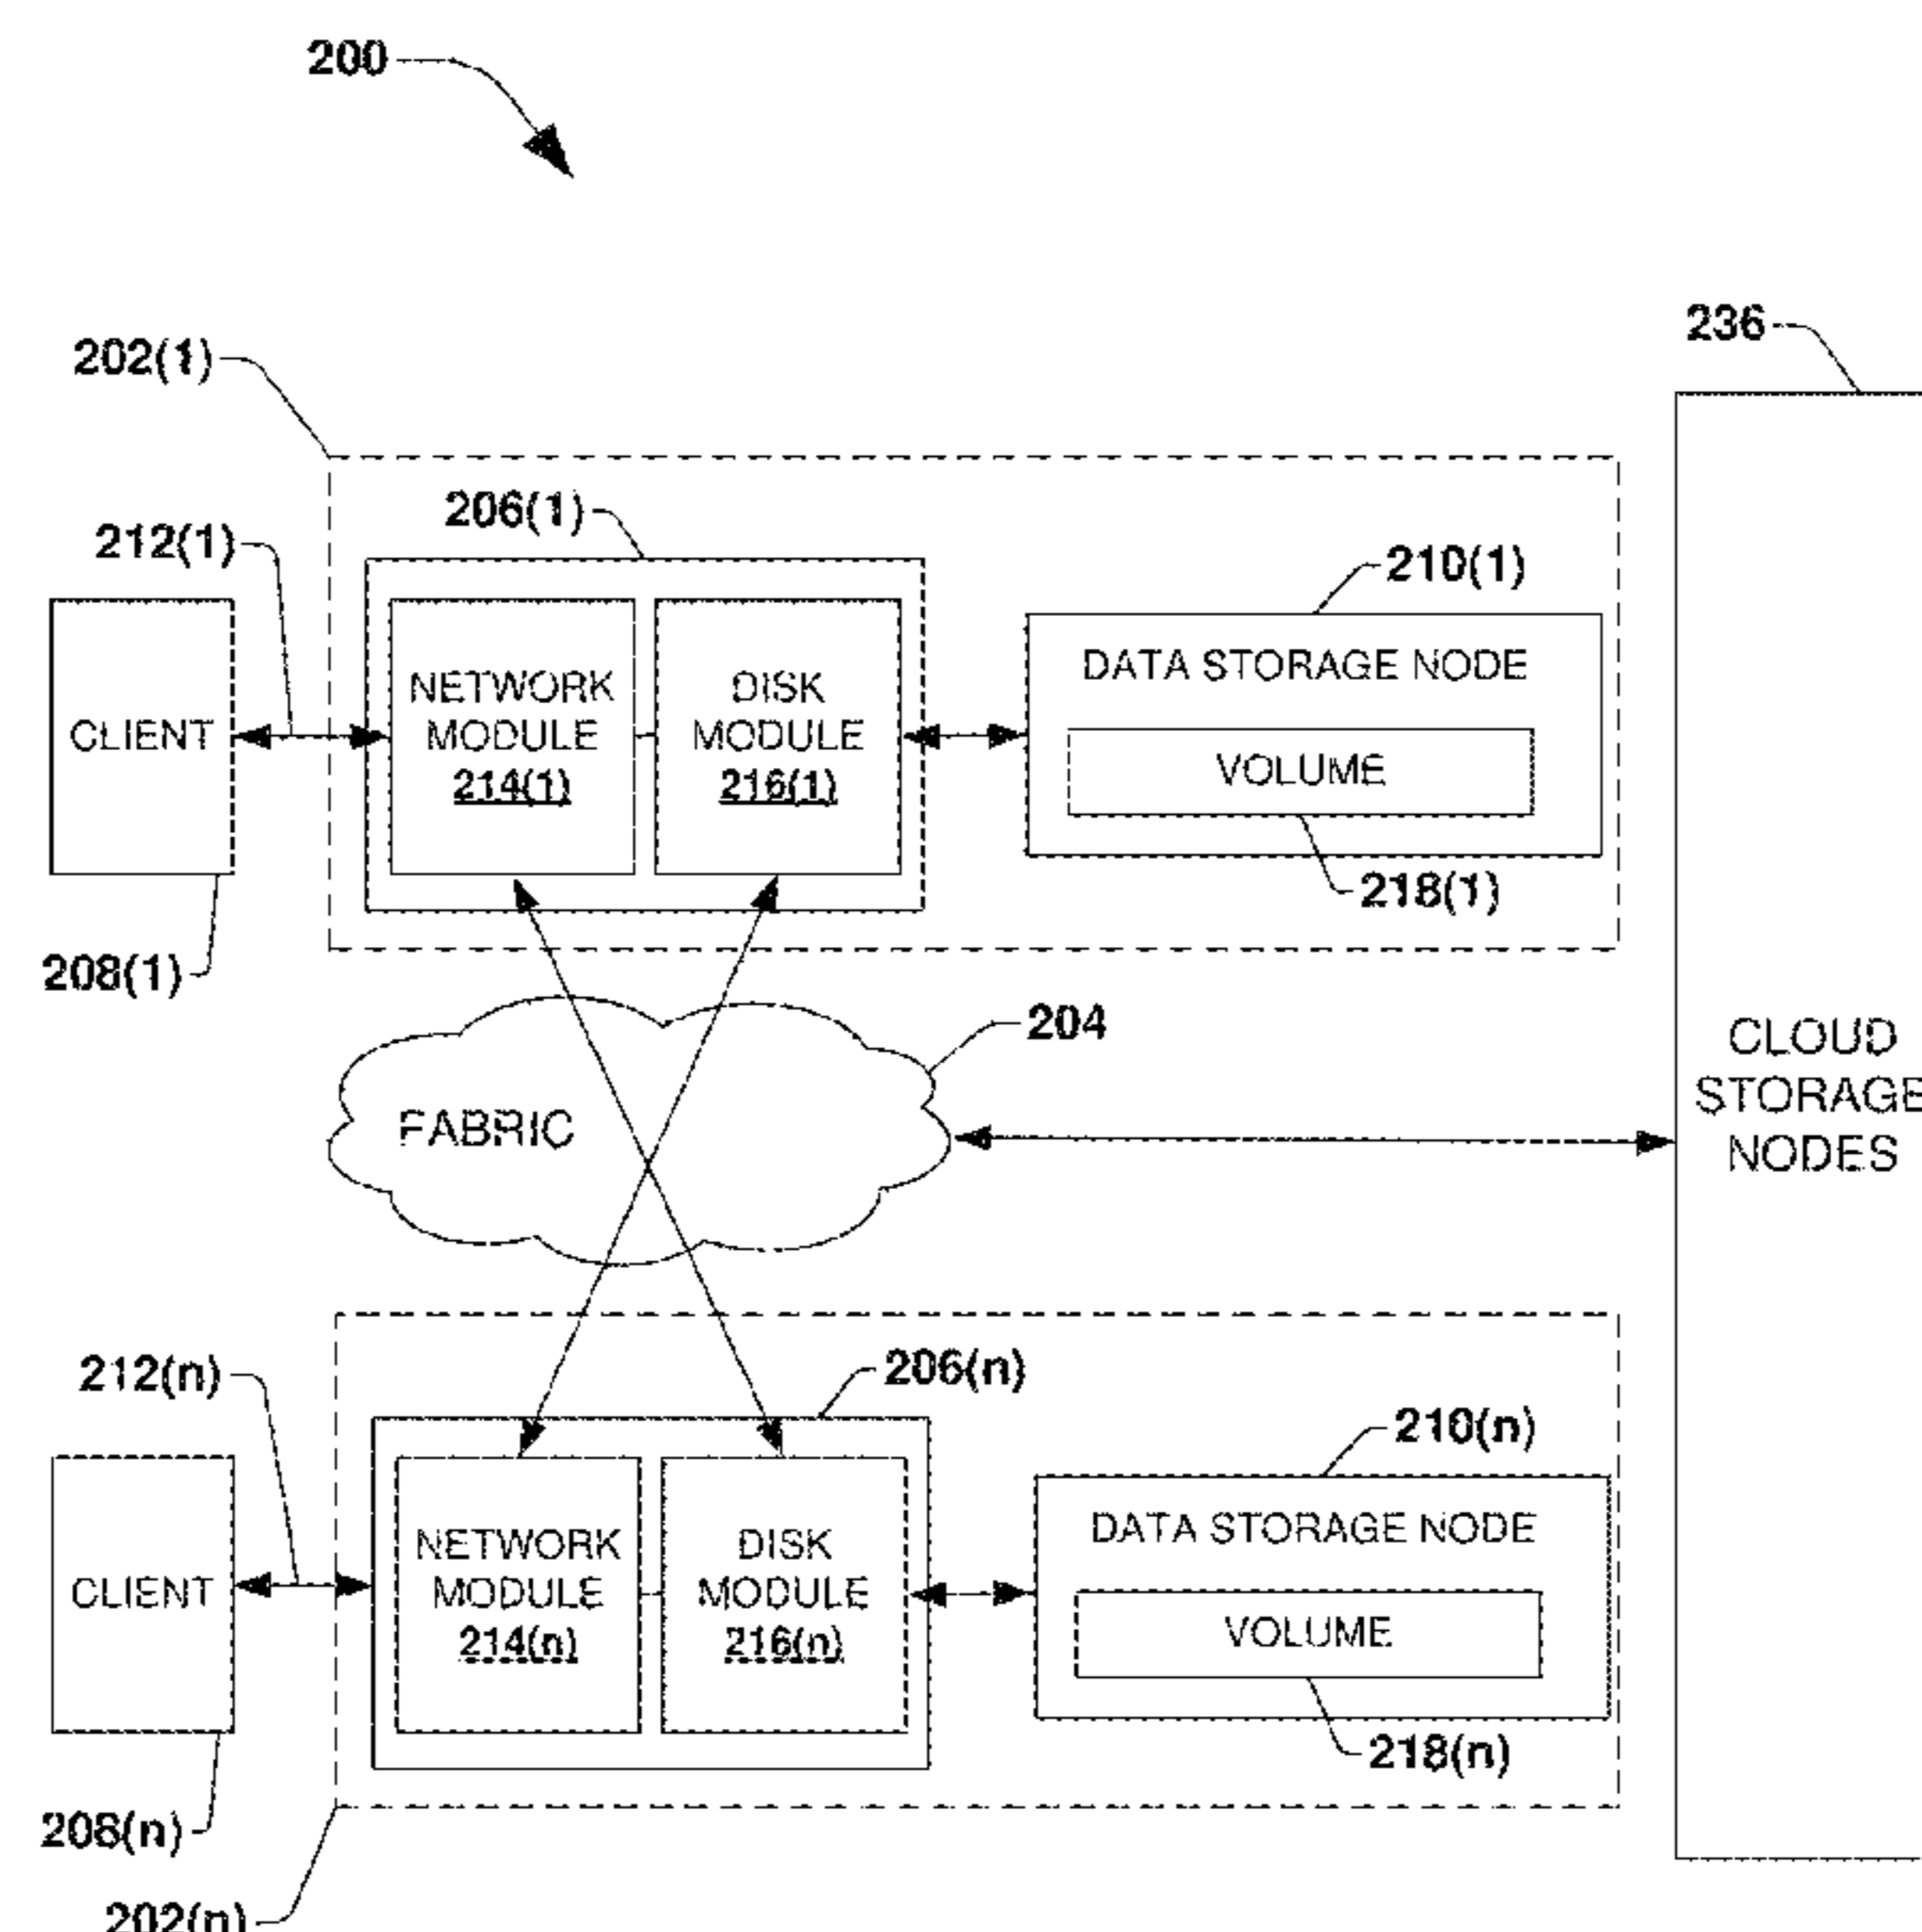 200
236
202(1)
206(1)
212(1)
210(1)
DATA STORAGE NODE
NETWORK
MODULE
214(1)
DISK
MODULE
216(1)
CLIENT
VOLUME
218(1)
208(1)
204
FABRIC
CLOUD
STORAGE
NODES
212(n)
206(n)
210(n)
DATA STORAGE NODE
NETWORK
MODULE
214(n)
DISK
MODULE
216(n)
CLIENT
VOLUME
218(n)
208(n)
202(n)